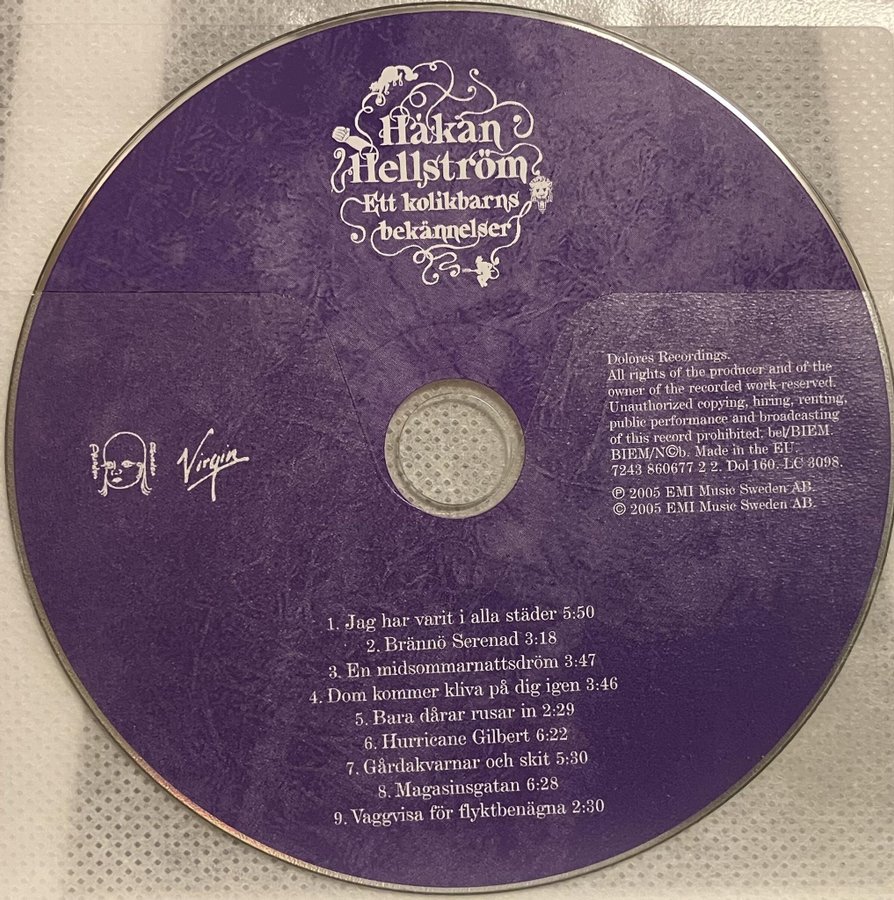 Håkan
Hellström
Ett kolikbarns
bekännelser
Dolores Recordings.
All rights of the producer and of the
owner of the recorded work reserved.
Unauthorized copying, hiring, renting,
public performance and broadcasting
of this record prohibited. bel/BIEM.
BIEM/N©b. Made in the EU.
7243 860677 2 2. Dol 160. LC 3098.
℗ 2005 EMI Music Sweden AB.
© 2005 EMI Music Sweden AB.
Virgin
1. Jag har varit i alla städer 5:50
2. Brännö Serenad 3:18
3. En midsommarnattsdröm 3:47
4. Dom kommer kliva på dig igen 3:46
5. Bara dårar rusar in 2:29
6. Hurricane Gilbert 6:22
7. Gårdakvarnar och skit 5:30
8. Magasinsgatan 6:28
9. Vaggvisa för flyktbenägna 2:30